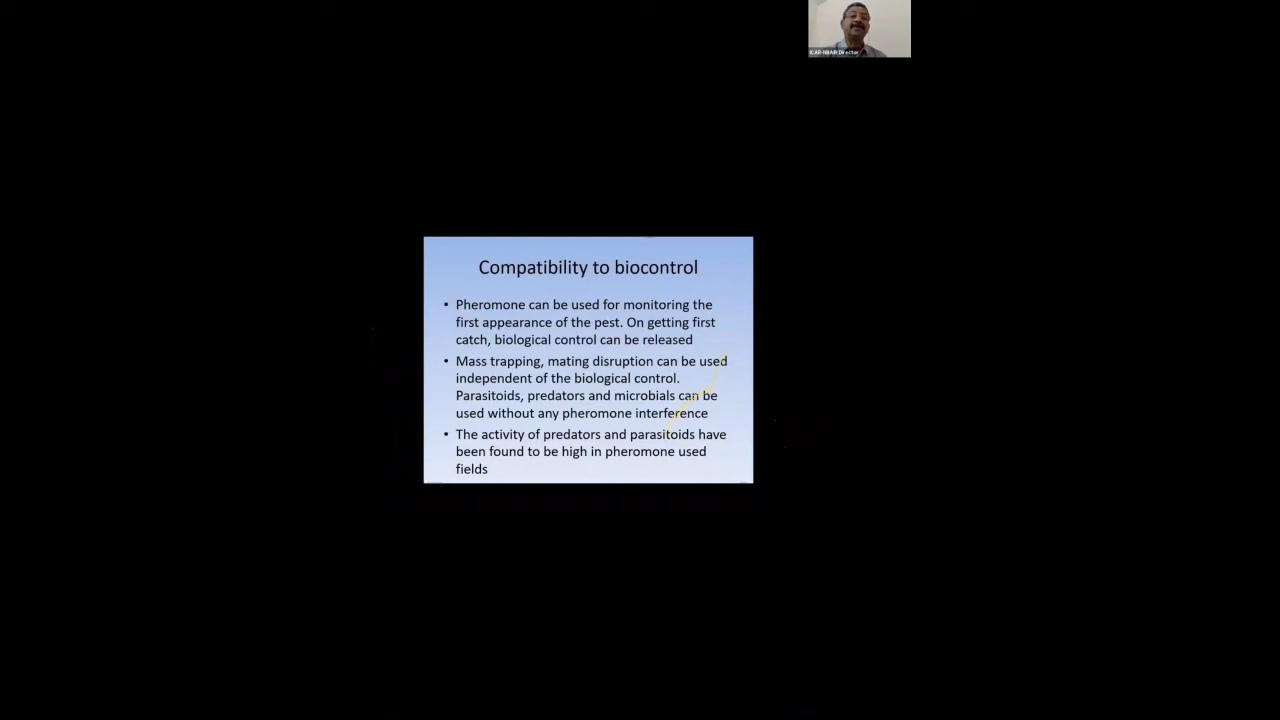 ICAR-NBAIR Director
Compatibility to biocontrol
• Pheromone can be used for monitoring the
first appearance of the pest. On getting first
catch, biological control can be released
• Mass trapping, mating disruption can be used
independent of the biological control.
Parasitoids, predators and microbials can be
used without any pheromone interference
• The activity of predators and parasitoids have
been found to be high in pheromone used
fields